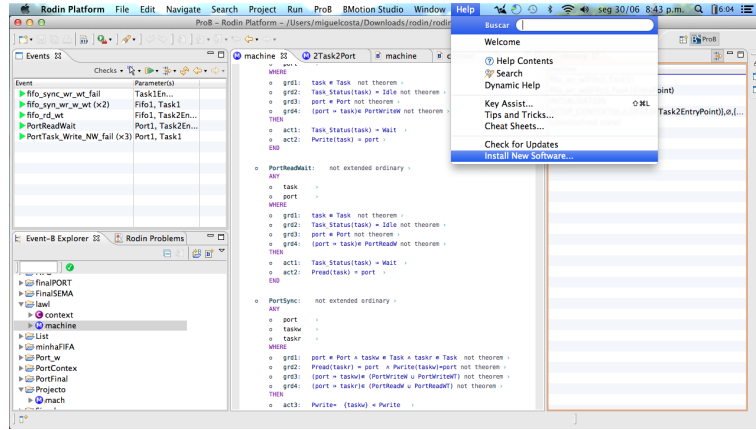 Rodin Platform File Edit Navigate Search Project Run ProB BMotion Studio Window Help seg 30/06 8:43 p.m. 6:04
ProB – Rodin Platform – /Users/miguelcosta/Downloads/rodin/rodin
Buscar
Welcome
Help Contents
Search
Dynamic Help
Key Assist... ⇧⌘L
Tips and Tricks...
Cheat Sheets...
Check for Updates
Install New Software...
ProB
Events
Checks
Event Parameter(s)
fifo_syn_wr_wt_fail Task1En...
fifo_syn_wr_w_wt (×2) Fifo1, Task1
fifo_rd_wt Fifo1, Task2En...
PortReadWait Port1, Task2En...
PortTask_Write_NW_fail (×3) Port1, Task1
Event-B Explorer Rodin Problems
finalPORT
FinalSEMA
lawl
context
machine
List
minhaFIFA
Port_w
PortContex
PortFinal
Projecto
mach
machine Task2Port machine
WHERE
grd1: task ∈ Task not theorem ›
grd2: Task_Status(task) = Idle not theorem ›
grd3: port ∈ Port not theorem ›
grd4: (port ↦ task)∈ PortWriteW not theorem ›
THEN
act1: Task_Status(task) ≔ Wait ›
act2: Pwrite(task) ≔ port ›
END
PortReadWait: not extended ordinary ›
ANY
task ›
port ›
WHERE
grd1: task ∈ Task not theorem ›
grd2: Task_Status(task) = Idle not theorem ›
grd3: port ∈ Port not theorem ›
grd4: (port ↦ task)∈ PortReadW not theorem ›
THEN
act1: Task_Status(task) ≔ Wait ›
act2: Pread(task) ≔ port ›
END
PortSync: not extended ordinary ›
ANY
port ›
taskw ›
taskr ›
WHERE
grd1: port ∈ Port ∧ taskw ∈ Task ∧ taskr ∈ Task not theorem ›
grd2: Pread(taskr) = port ∧ Pwrite(taskw)=port not theorem ›
grd3: (port ↦ taskw)∈ (PortWriteW ∪ PortWriteWT) not theorem ›
grd4: (port ↦ taskr)∈ (PortReadW ∪ PortReadWT) not theorem ›
THEN
act3: Pwrite≔ {taskw} ⩤ Pwrite ›
Point)
Task2EntryPoint)},∅,{...